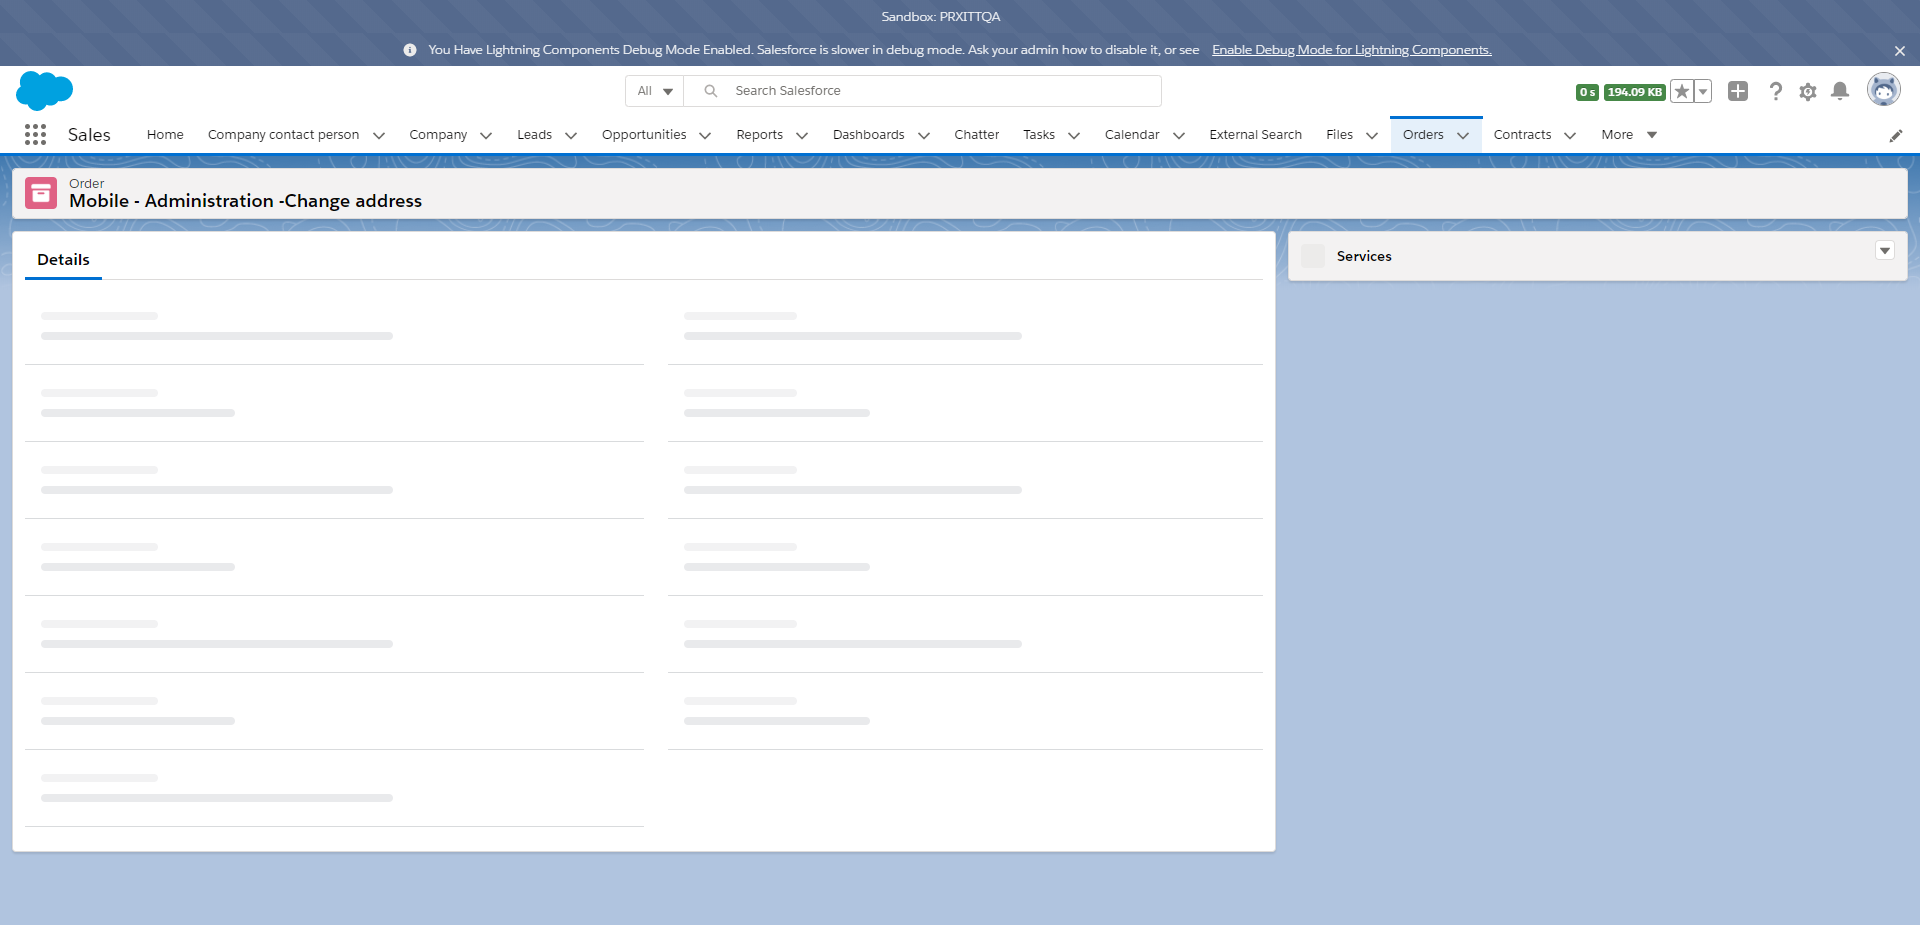 Sandbox: PRXITTQA
You Have Lightning Components Debug Mode Enabled. Salesforce is slower in debug mode. Ask your admin how to disable it, or see Enable Debug Mode for Lightning Components.
All Search Salesforce 0 s 194.09 KB
Sales Home Company contact person Company Leads Opportunities Reports Dashboards Chatter Tasks Calendar External Search Files Orders Contracts More
Order
Mobile - Administration -Change address
Details
Services